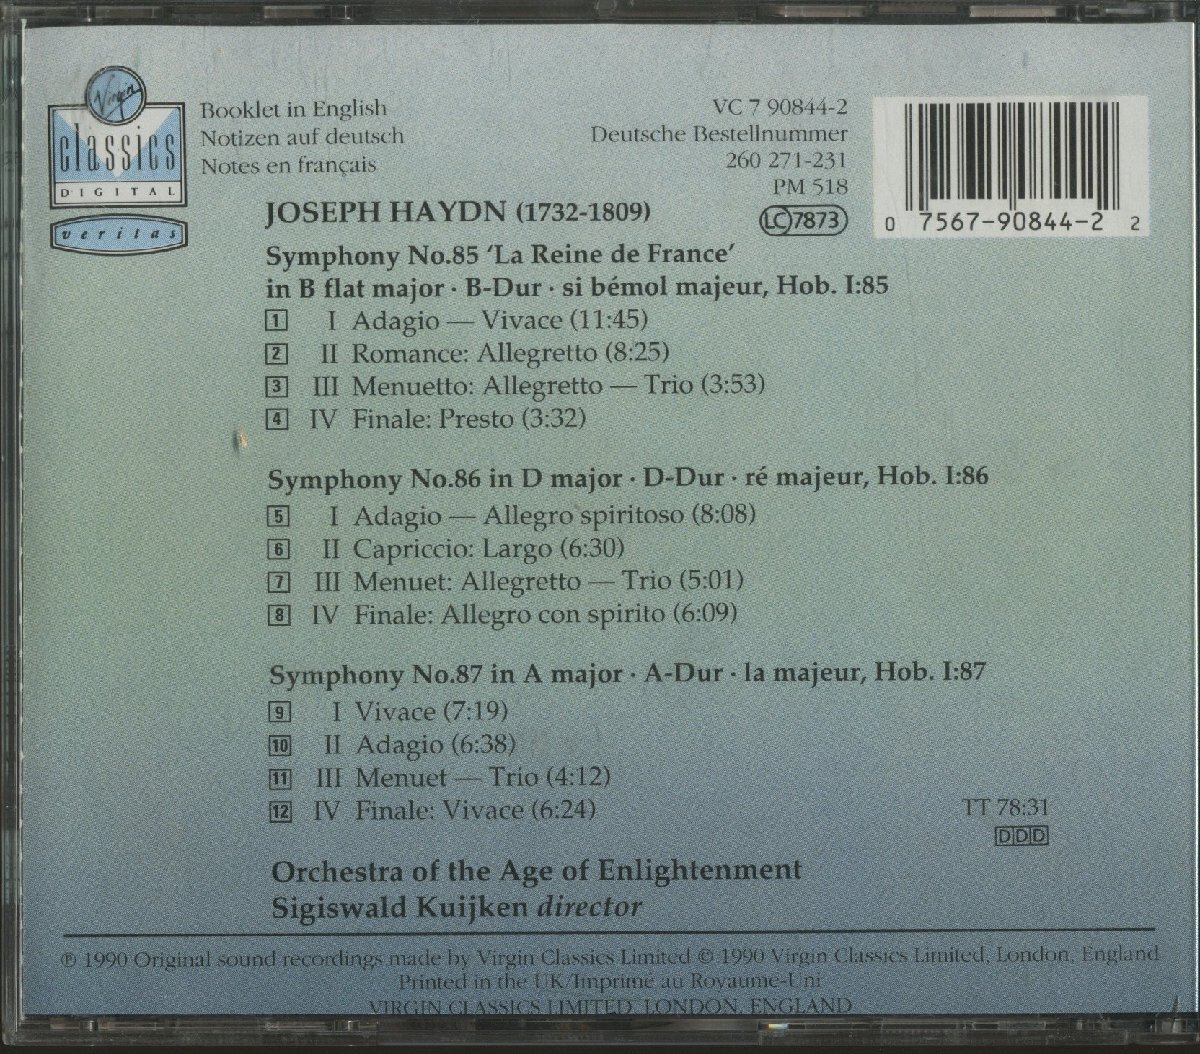 Virgin
classics
DIGITAL
veritas
Booklet in English
Notizen auf deutsch
Notes en français
VC 7 90844-2
Deutsche Bestellnummer
260 271-231
PM 518
LC 7873
0 7567-90844-2 2
JOSEPH HAYDN (1732-1809)
Symphony No.85 ‘La Reine de France’
in B flat major · B-Dur · si bémol majeur, Hob. I:85
1 I Adagio — Vivace (11:45)
2 II Romance: Allegretto (8:25)
3 III Menuetto: Allegretto — Trio (3:53)
4 IV Finale: Presto (3:32)
Symphony No.86 in D major · D-Dur · ré majeur, Hob. I:86
5 I Adagio — Allegro spiritoso (8:08)
6 II Capriccio: Largo (6:30)
7 III Menuet: Allegretto — Trio (5:01)
8 IV Finale: Allegro con spirito (6:09)
Symphony No.87 in A major · A-Dur · la majeur, Hob. I:87
9 I Vivace (7:19)
10 II Adagio (6:38)
11 III Menuet — Trio (4:12)
12 IV Finale: Vivace (6:24)
TT 78:31
DDD
Orchestra of the Age of Enlightenment
Sigiswald Kuijken director
℗ 1990 Original sound recordings made by Virgin Classics Limited © 1990 Virgin Classics Limited, London, England
Printed in the UK/Imprimé au Royaume-Uni
VIRGIN CLASSICS LIMITED, LONDON, ENGLAND